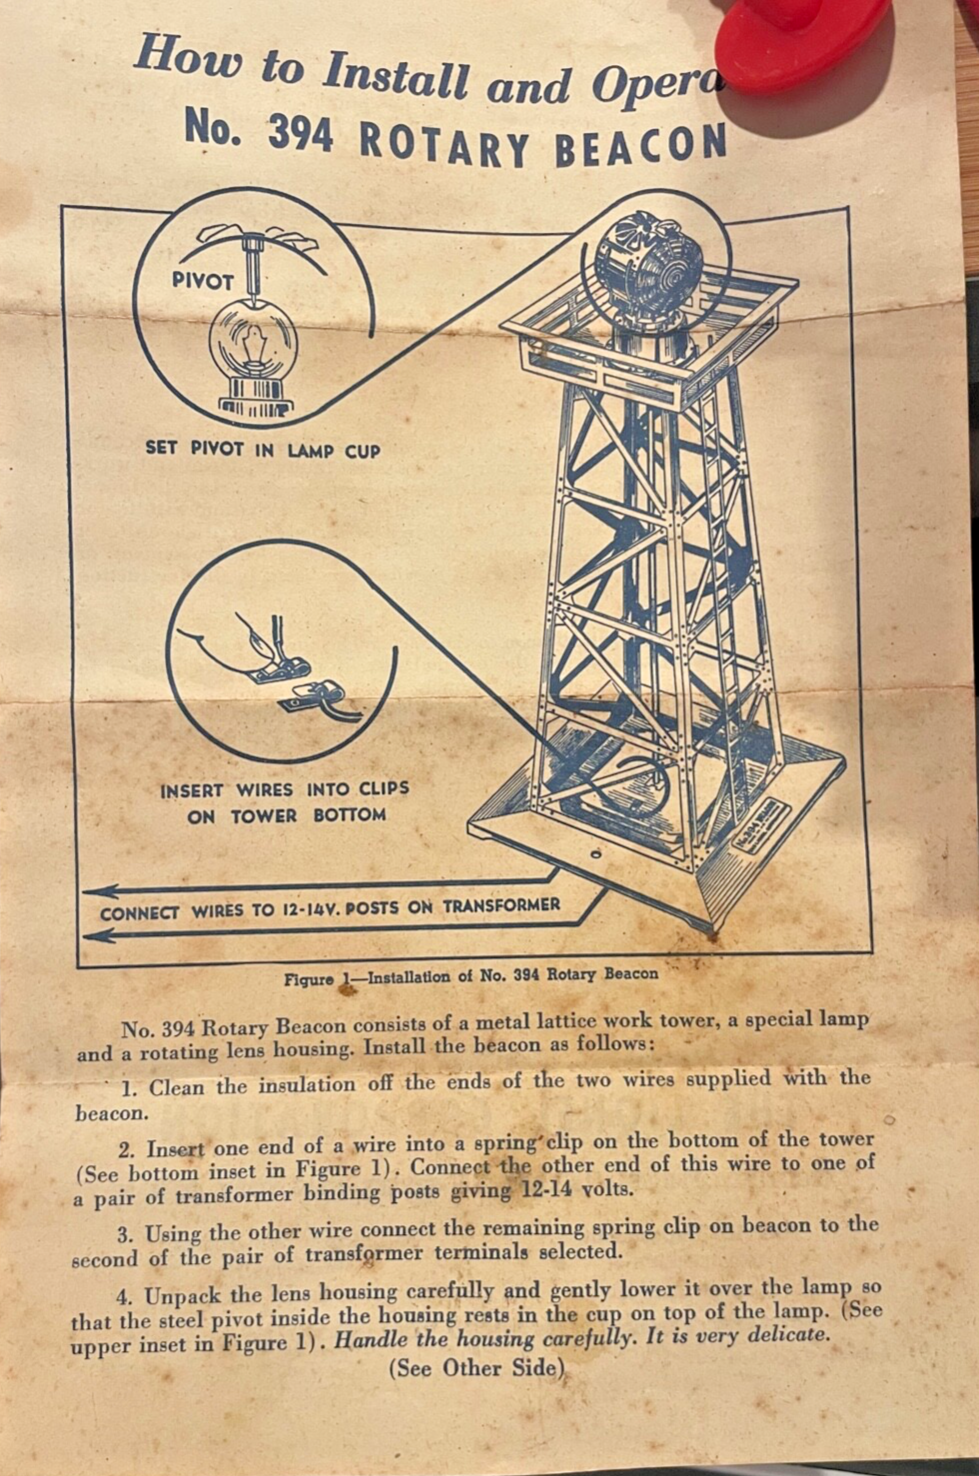 How to Install and Opera
No. 394 ROTARY BEACON
PIVOT
SET PIVOT IN LAMP CUP
INSERT WIRES INTO CLIPS
ON TOWER BOTTOM
CONNECT WIRES TO 12-14V. POSTS ON TRANSFORMER
Figure 1—Installation of No. 394 Rotary Beacon
No. 394 Rotary Beacon consists of a metal lattice work tower, a special lamp
and a rotating lens housing. Install the beacon as follows:
1. Clean the insulation off the ends of the two wires supplied with the
beacon.
2. Insert one end of a wire into a spring clip on the bottom of the tower
(See bottom inset in Figure 1). Connect the other end of this wire to one of
a pair of transformer binding posts giving 12-14 volts.
3. Using the other wire connect the remaining spring clip on beacon to the
second of the pair of transformer terminals selected.
4. Unpack the lens housing carefully and gently lower it over the lamp so
that the steel pivot inside the housing rests in the cup on top of the lamp. (See
upper inset in Figure 1). Handle the housing carefully. It is very delicate.
(See Other Side)